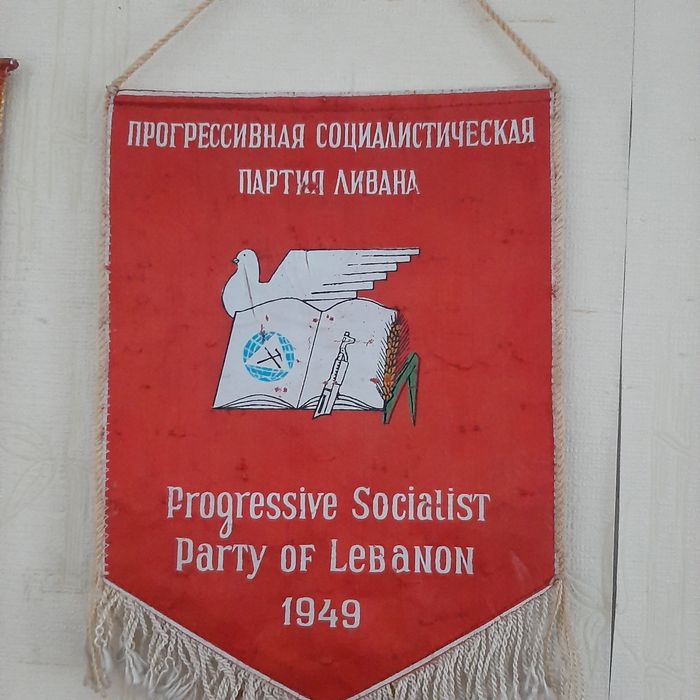 ПРОГРЕССИВНАЯ СОЦИАЛИСТИЧЕСКАЯ
ПАРТИЯ ЛИВАНА
Progressive Socialist
Party of Lebanon
1949